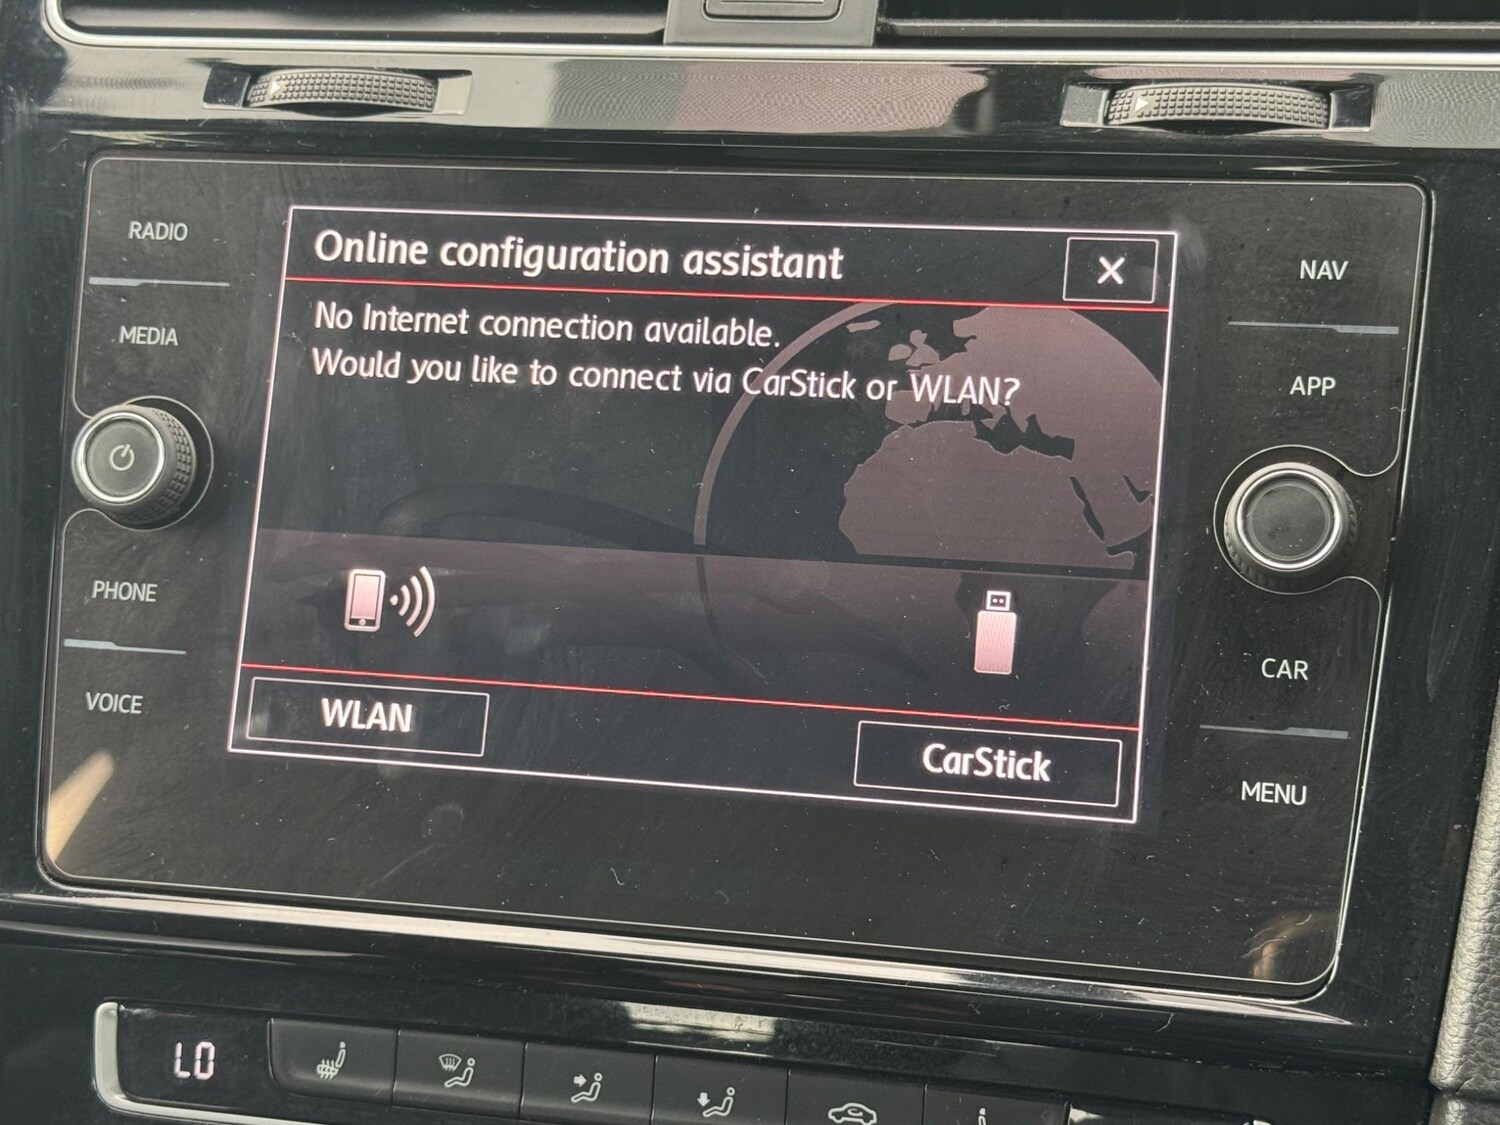 RADIO
MEDIA
PHONE
VOICE
Online configuration assistant
X
No Internet connection available.
Would you like to connect via CarStick or WLAN?
WLAN
CarStick
NAV
APP
CAR
MENU
LO